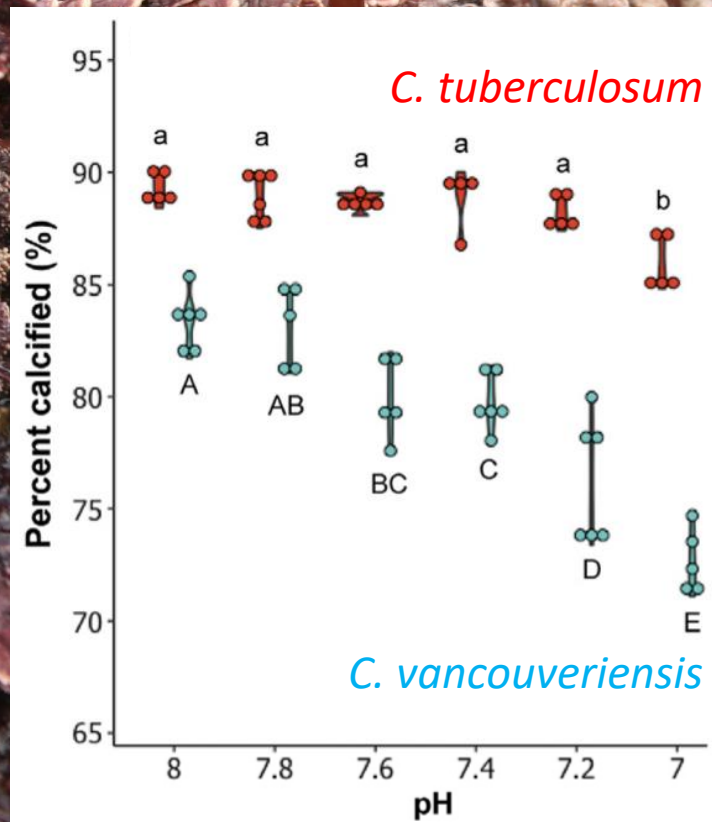 95
C. tuberculosum
a a a a a b
90
85
A AB BC C D E
80
75
70
C. vancouveriensis
65
Percent calcified (%)
8 7.8 7.6 7.4 7.2 7
pH